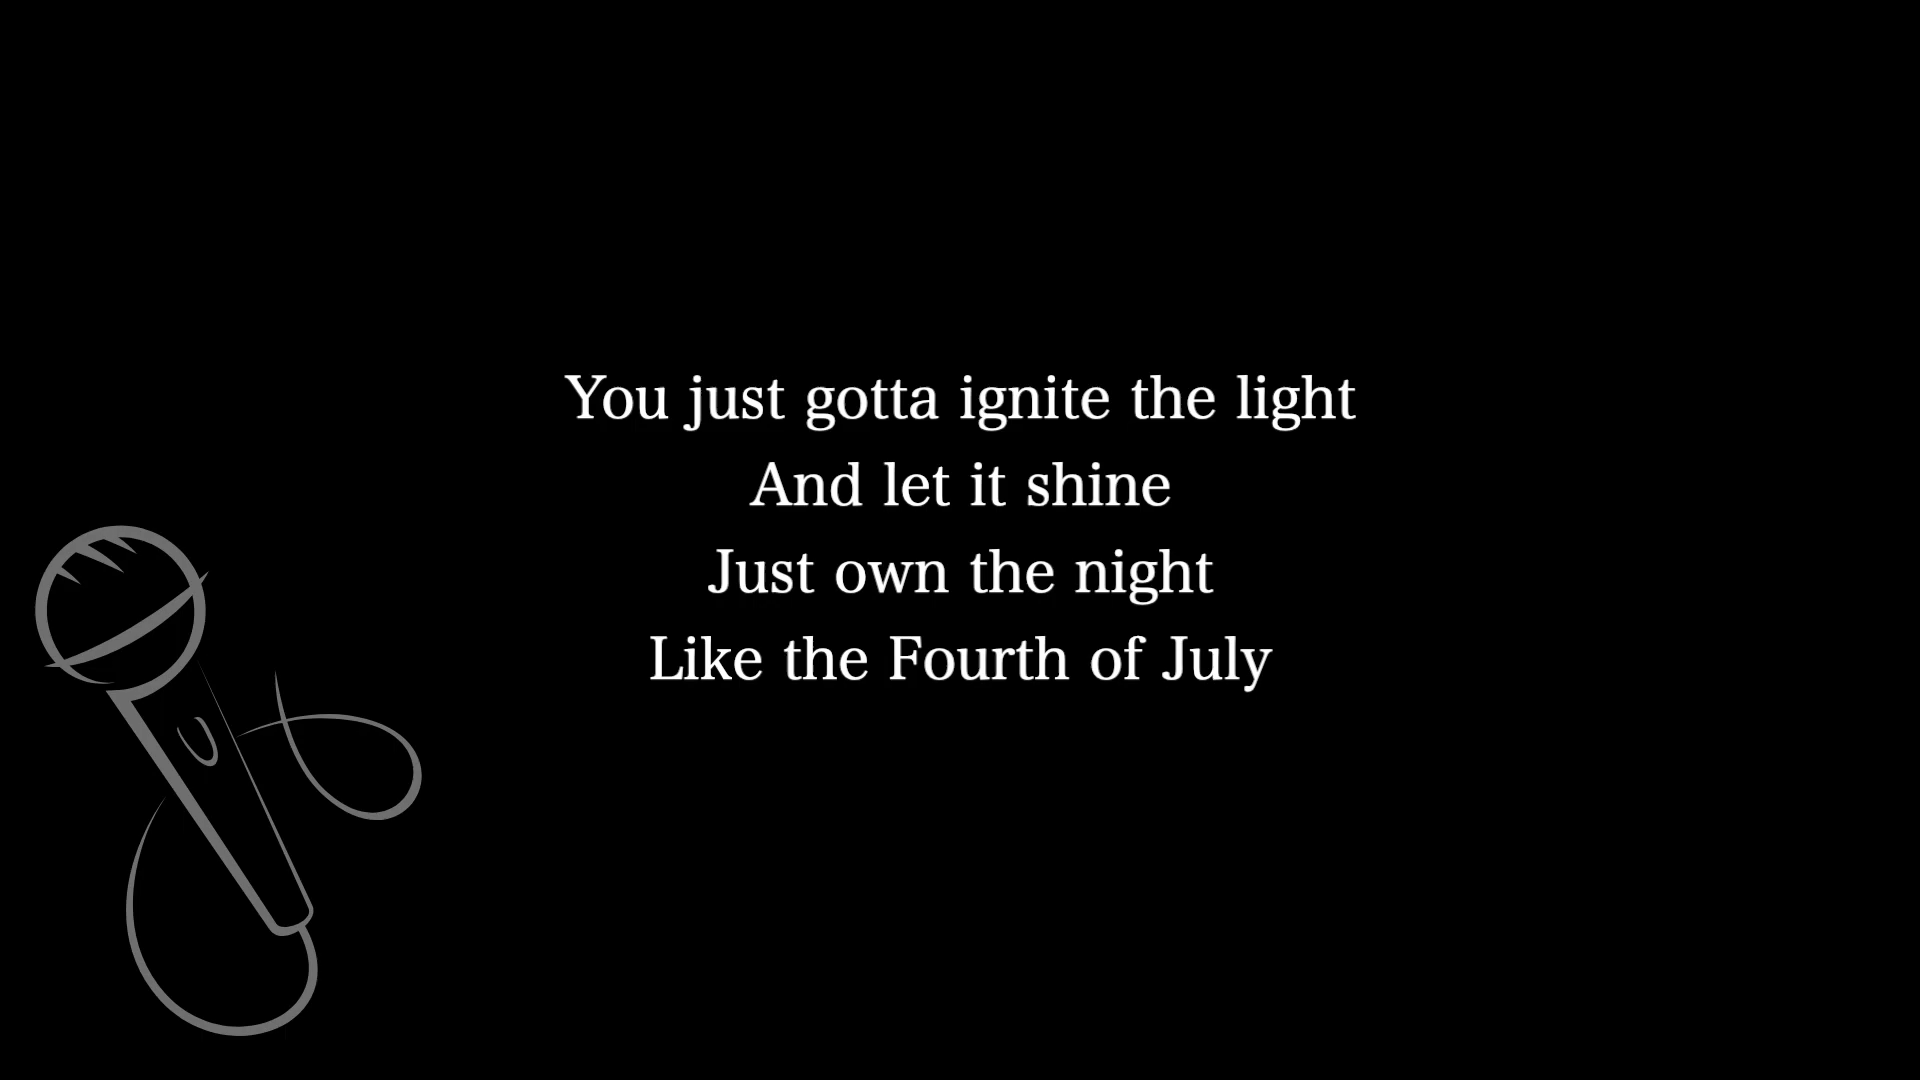 You just gotta ignite the light
And let it shine
Just own the night
Like the Fourth of July